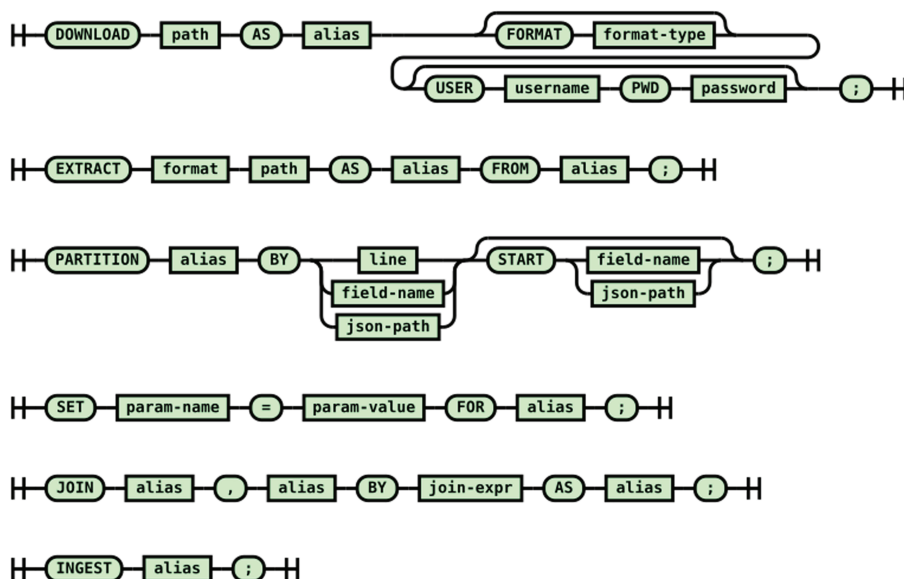 DOWNLOAD path AS alias FORMAT format-type
USER username PWD password ;
EXTRACT format path AS alias FROM alias ;
PARTITION alias BY line START field-name ;
field-name json-path
json-path
SET param-name = param-value FOR alias ;
JOIN alias , alias BY join-expr AS alias ;
INGEST alias ;